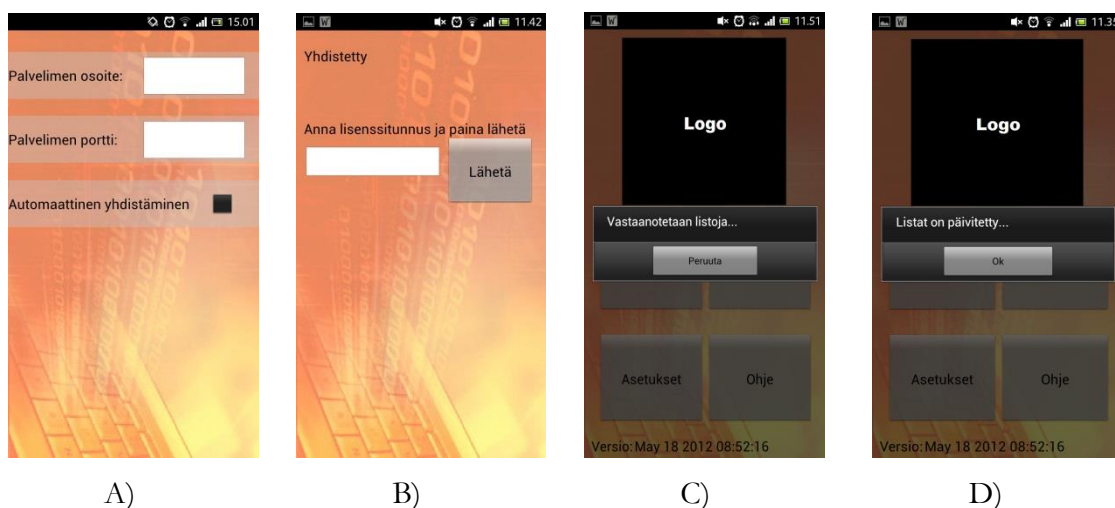 15.01
Palvelimen osoite:
Palvelimen portti:
Automaattinen yhdistäminen
A)
11.42
Yhdistetty
Anna lisenssitunnus ja paina lähetä
Lähetä
B)
11.51
Logo
Vastaanotetaan listoja...
Peruuta
Asetukset
Ohje
Versio: May 18 2012 08:52:16
C)
11.35
Logo
Listat on päivitetty...
Ok
Asetukset
Ohje
Versio: May 18 2012 08:52:16
D)